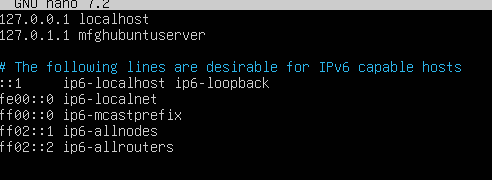 GNU nano 7.2
127.0.0.1 localhost
127.0.1.1 mfghubuntuserver
# The following lines are desirable for IPv6 capable hosts
::1 ip6-localhost ip6-loopback
fe00::0 ip6-localnet
ff00::0 ip6-mcastprefix
ff02::1 ip6-allnodes
ff02::2 ip6-allrouters